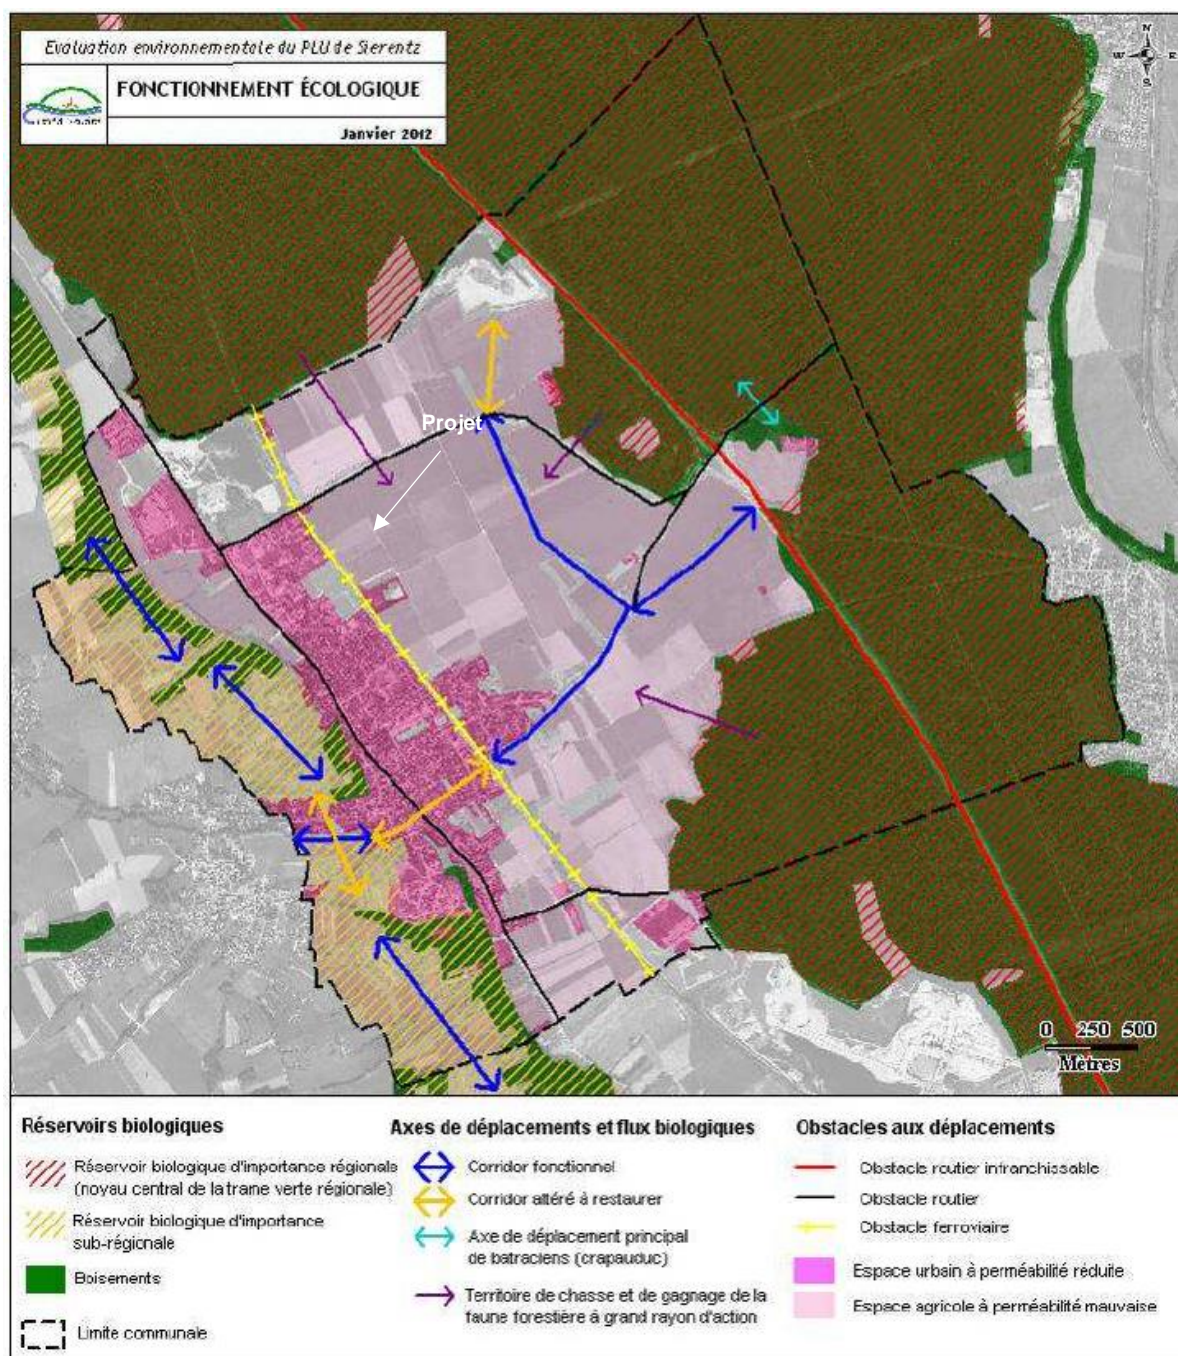 Evaluation environnementale du PLU de Sierentz
FONCTIONNEMENT ÉCOLOGIQUE
Janvier 2012
N
W E
S
Projet
0 250 500
Mètres
Réservoirs biologiques
Réservoir biologique d'importance régionale
(noyau central de la trame verte régionale)
Réservoir biologique d'importance
sub-régionale
Boisements
Limite communale
Axes de déplacements et flux biologiques
Corridor fonctionnel
Corridor altéré à restaurer
Axe de déplacement principal
de batraciens (crapauduc)
Territoire de chasse et de gagnage de la
faune forestière à grand rayon d'action
Obstacles aux déplacements
Obstacle routier infranchissable
Obstacle routier
Obstacle ferroviaire
Espace urbain à perméabilité réduite
Espace agricole à perméabilité mauvaise